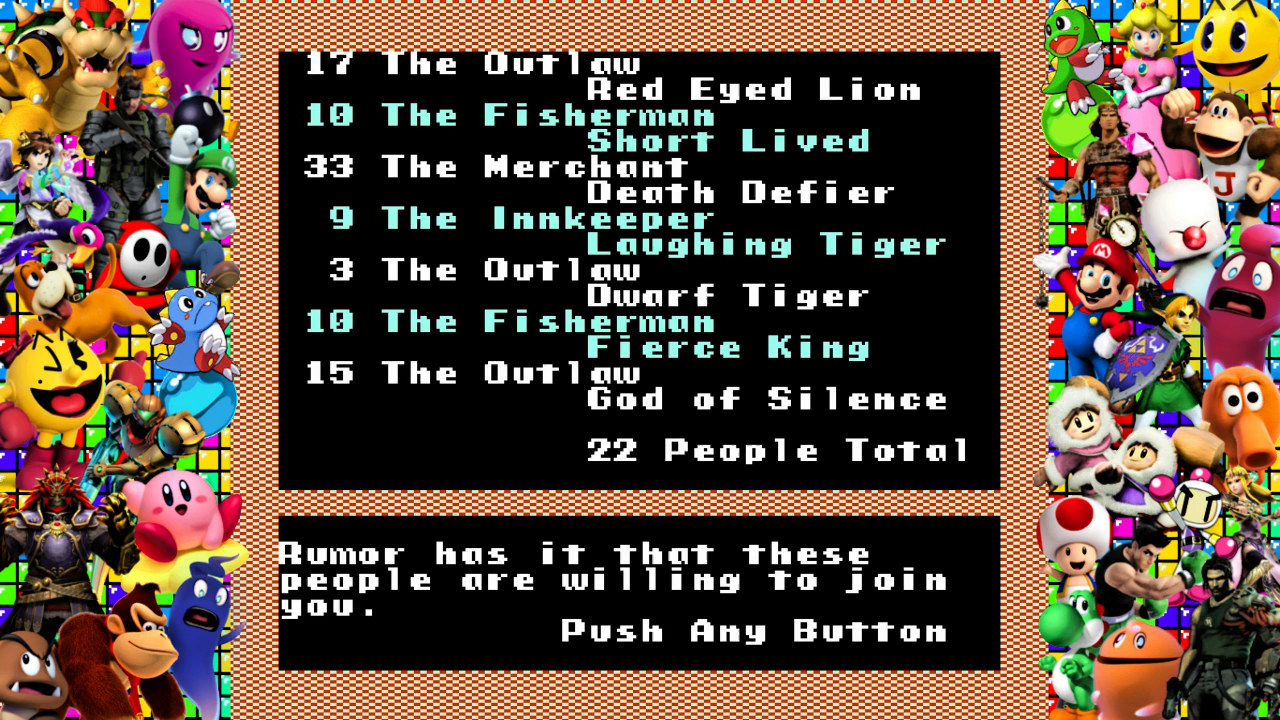 17 The Outlaw
Red Eyed Lion
10 The Fisherman
Short Lived
33 The Merchant
Death Defier
9 The Innkeeper
Laughing Tiger
3 The Outlaw
Dwarf Tiger
10 The Fisherman
Fierce King
15 The Outlaw
God of Silence
22 People Total
Rumor has it that these
people are willing to join
you.
Push Any Button
J
M